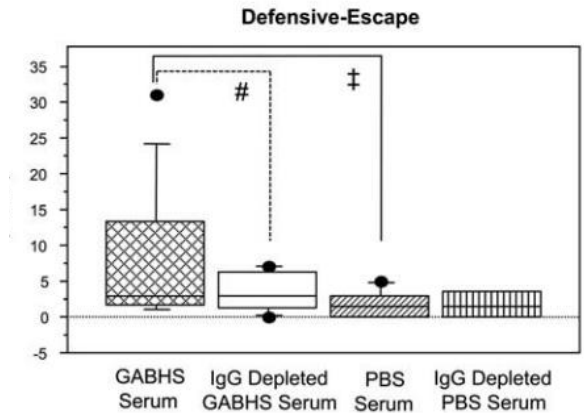 Defensive-Escape
35
30
25
20
15
10
5
0
-5
#
‡
GABHS
Serum
IgG Depleted
GABHS Serum
PBS
Serum
IgG Depleted
PBS Serum